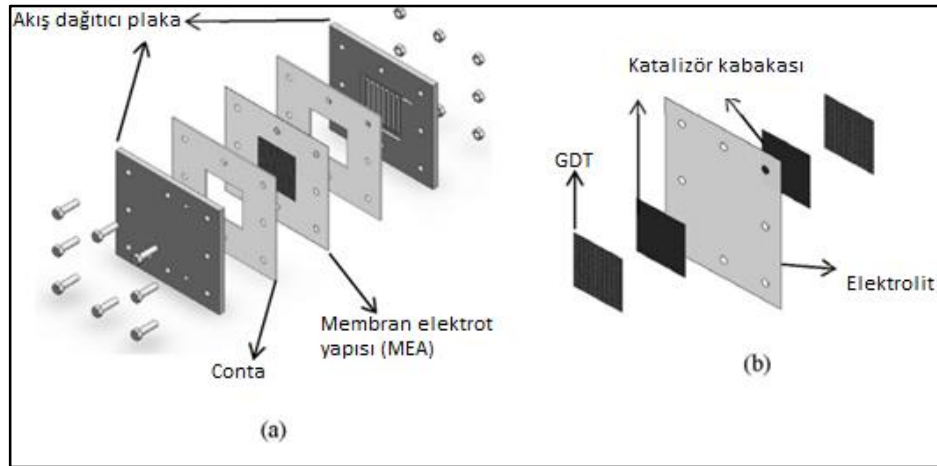 Akış dağıtıcı plaka
Conta
Membran elektrot
yapısı (MEA)
(a)
Katalizör kabakası
GDT
Elektrolit
(b)